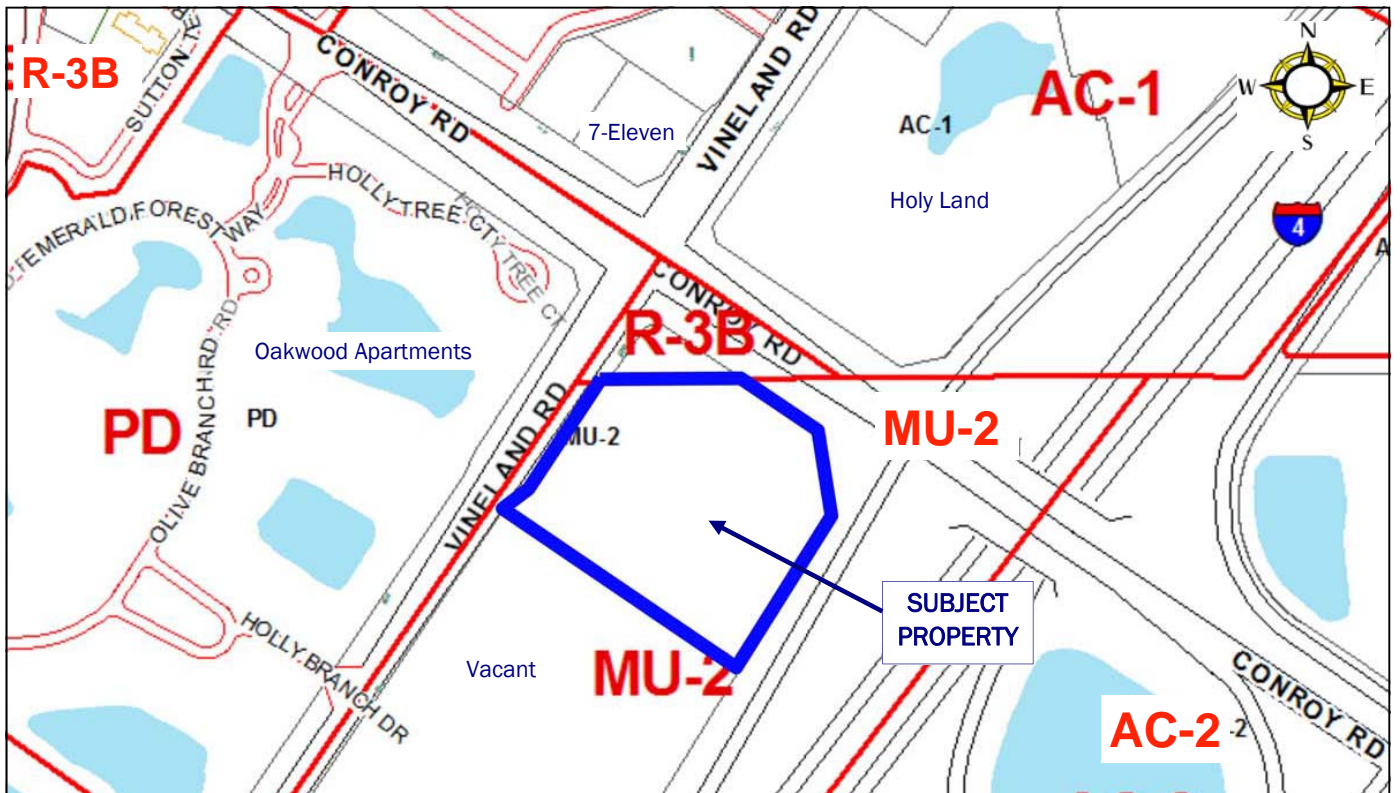 R-3B
SUTTON
CONROY RD
7-Eleven
VINELAND RD
AC-1
AC-1
Holy Land
N
W
E
S
4
A
EMERALD FOREST WAY
HOLLY TREE CT
TREE CT
CONROY RD
R-3B
Oakwood Apartments
OLIVE BRANCH RD
RD
PD
PD
VINELAND RD
MU-2
MU-2
SUBJECT
PROPERTY
HOLLY BRANCH DR
Vacant
MU-2
CONROY RD
AC-2
-2